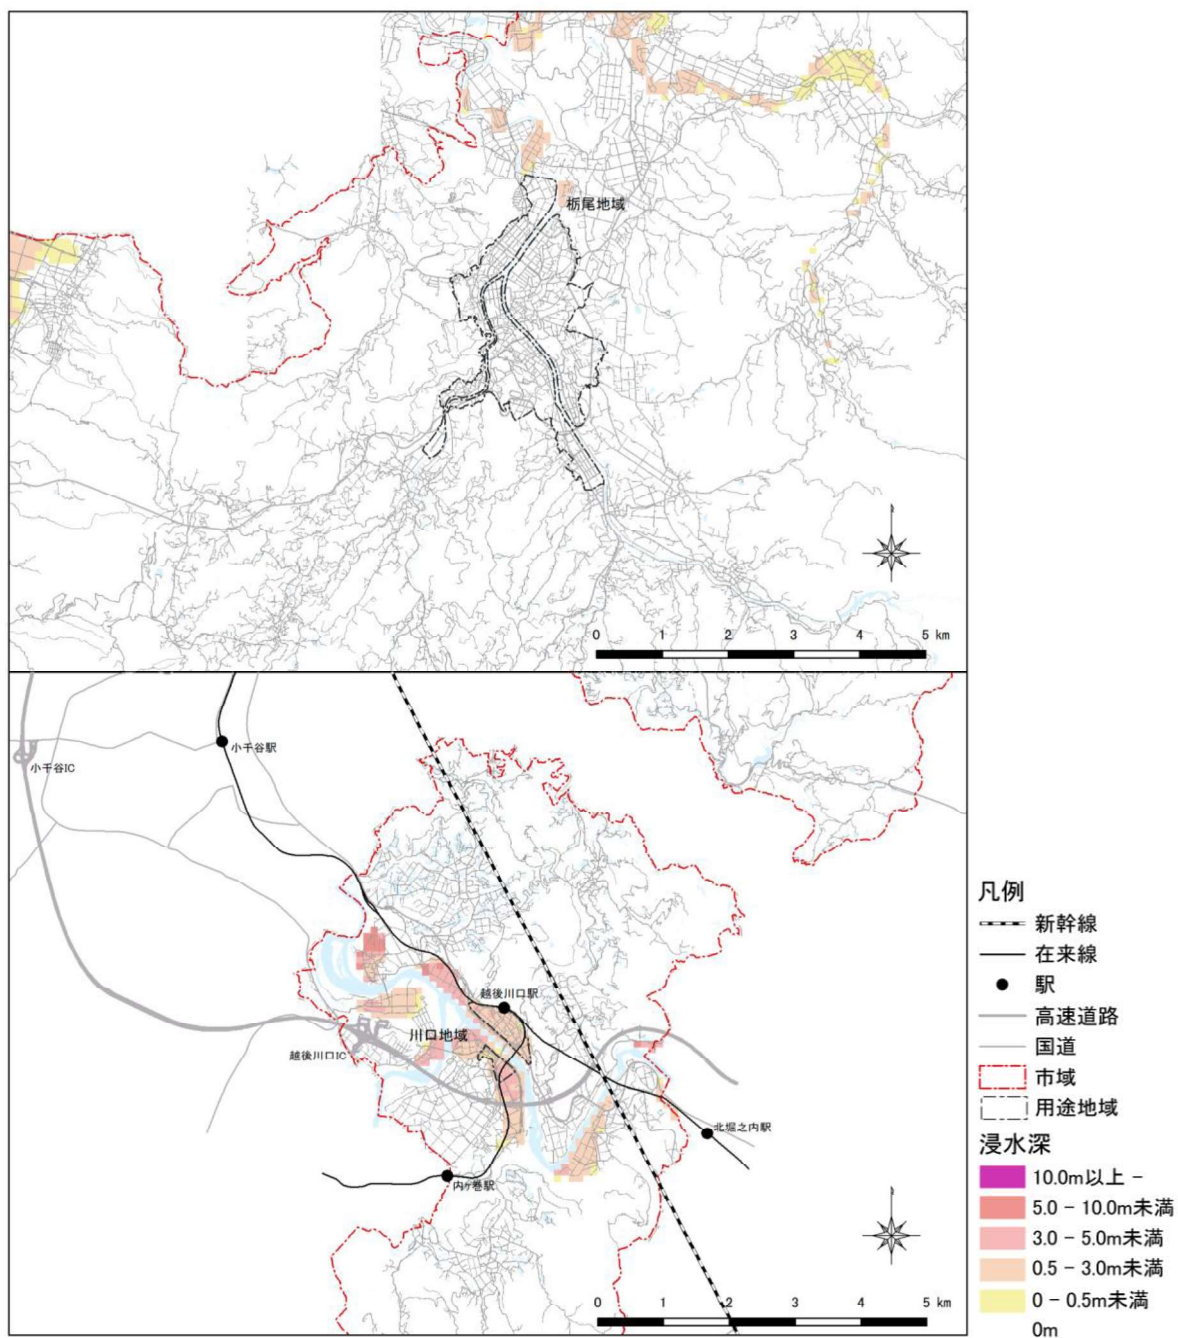 栃尾地域
0 1 2 3 4 5 km
小千谷駅
小千谷IC
越後川口駅
川口地域
越後川口IC
北堀之内駅
内ケ巻駅
0 1 2 3 4 5 km
凡例
新幹線
在来線
駅
高速道路
国道
市域
用途地域
浸水深
10.0m以上 -
5.0 - 10.0m未満
3.0 - 5.0m未満
0.5 - 3.0m未満
0 - 0.5m未満
0m